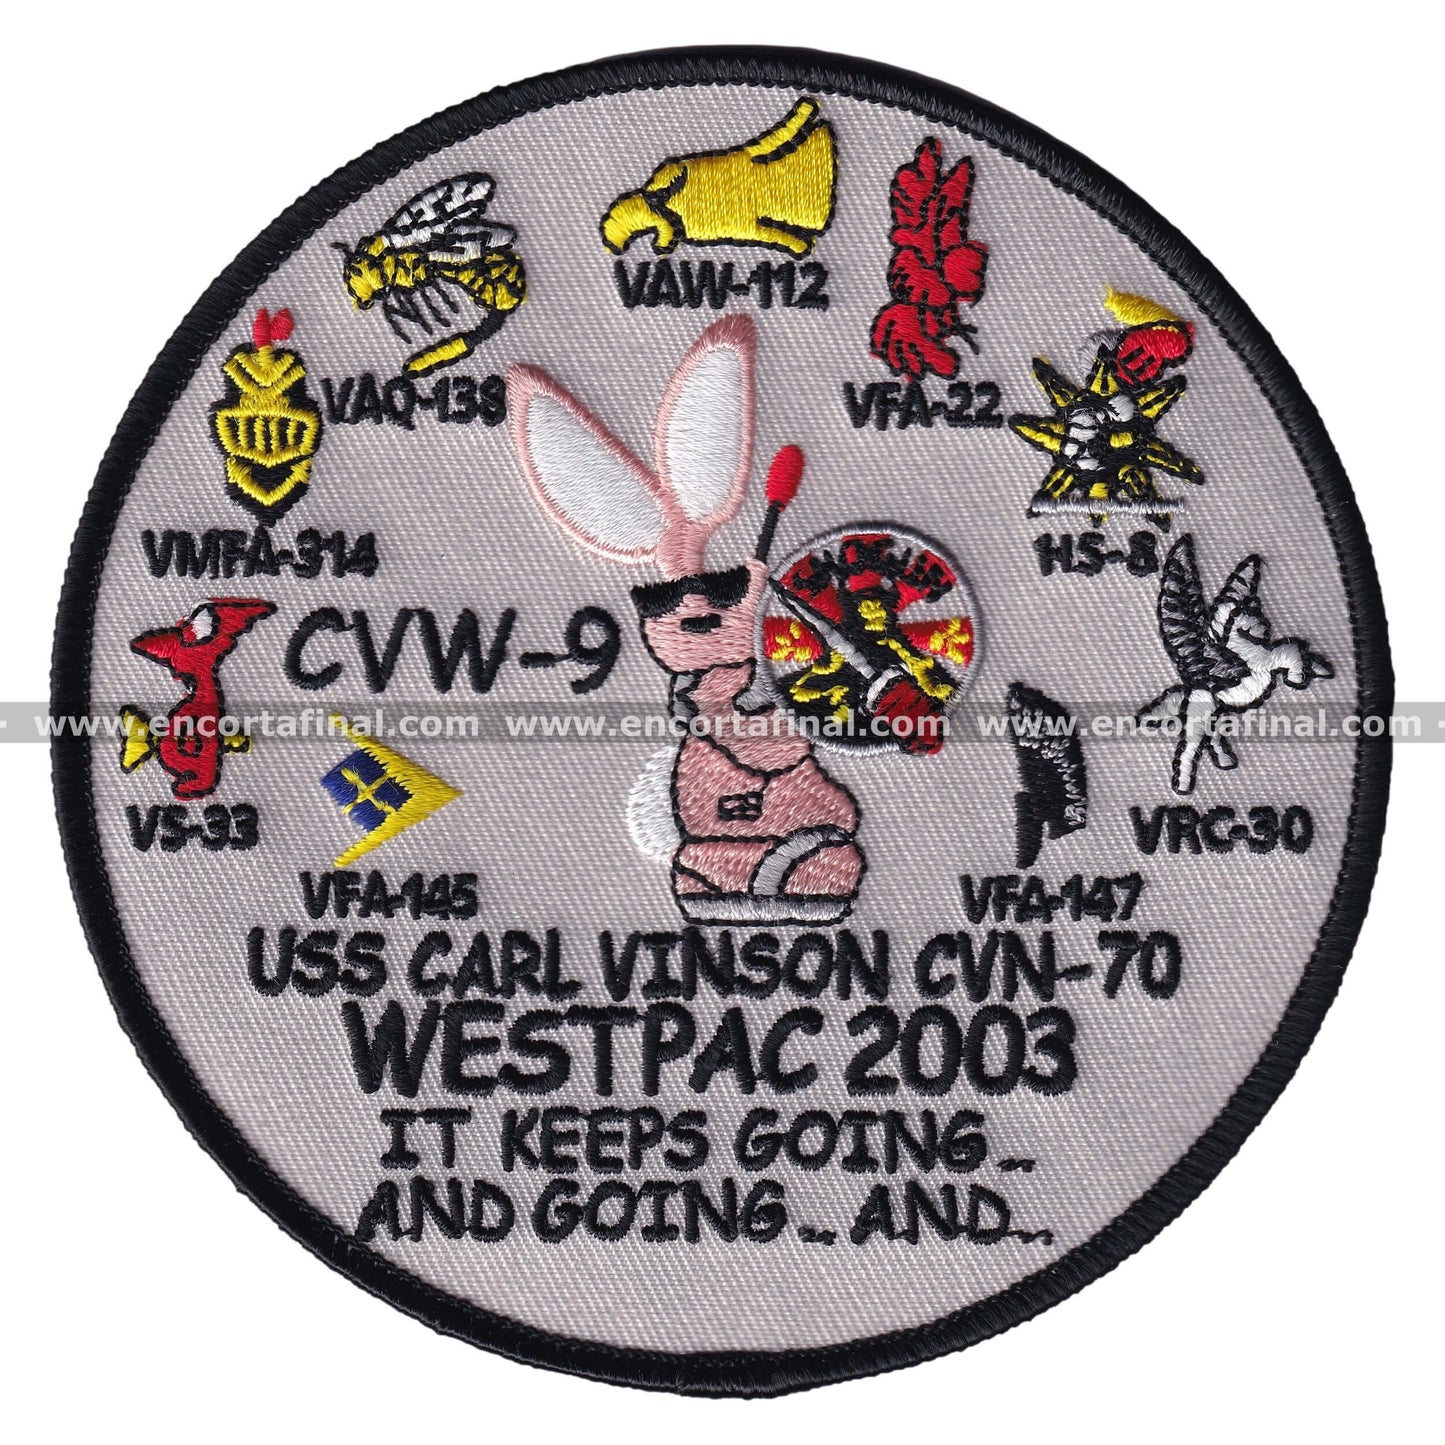 VAW-112
VFA-22
VAQ-138
HS-8
VMFA-314
CVW-9
www.encortafinal.com www.encortafinal.com www.encortafinal.com
VS-33
VRC-30
VFA-145
VFA-147
USS CARL VINSON CVN-70
WESTPAC 2003
IT KEEPS GOING..
AND GOING.. AND...